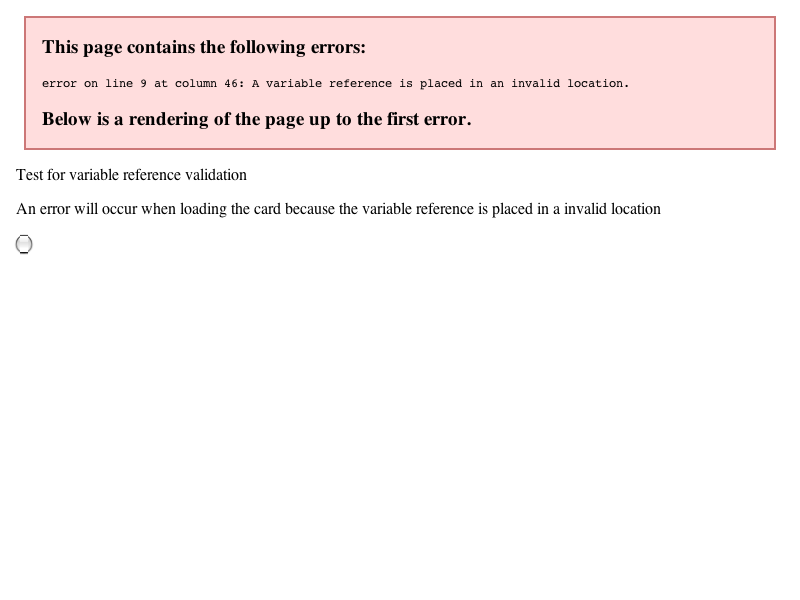 This page contains the following errors:
error on line 9 at column 46: A variable reference is placed in an invalid location.
Below is a rendering of the page up to the first error.
Test for variable reference validation
An error will occur when loading the card because the variable reference is placed in a invalid location